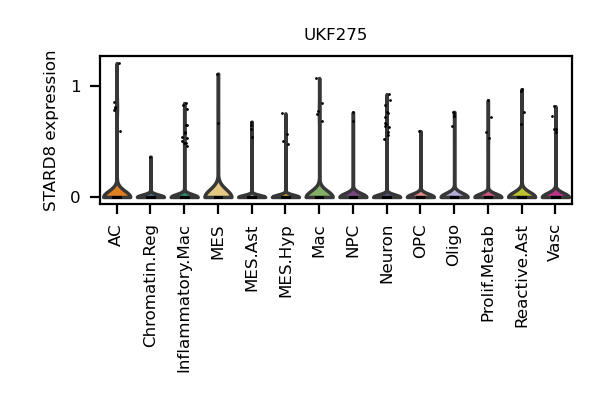 UKF275
STARD8 expression
1
0
AC
Chromatin.Reg
Inflammatory.Mac
MES
MES.Ast
MES.Hyp
Mac
NPC
Neuron
OPC
Oligo
Prolif.Metab
Reactive.Ast
Vasc